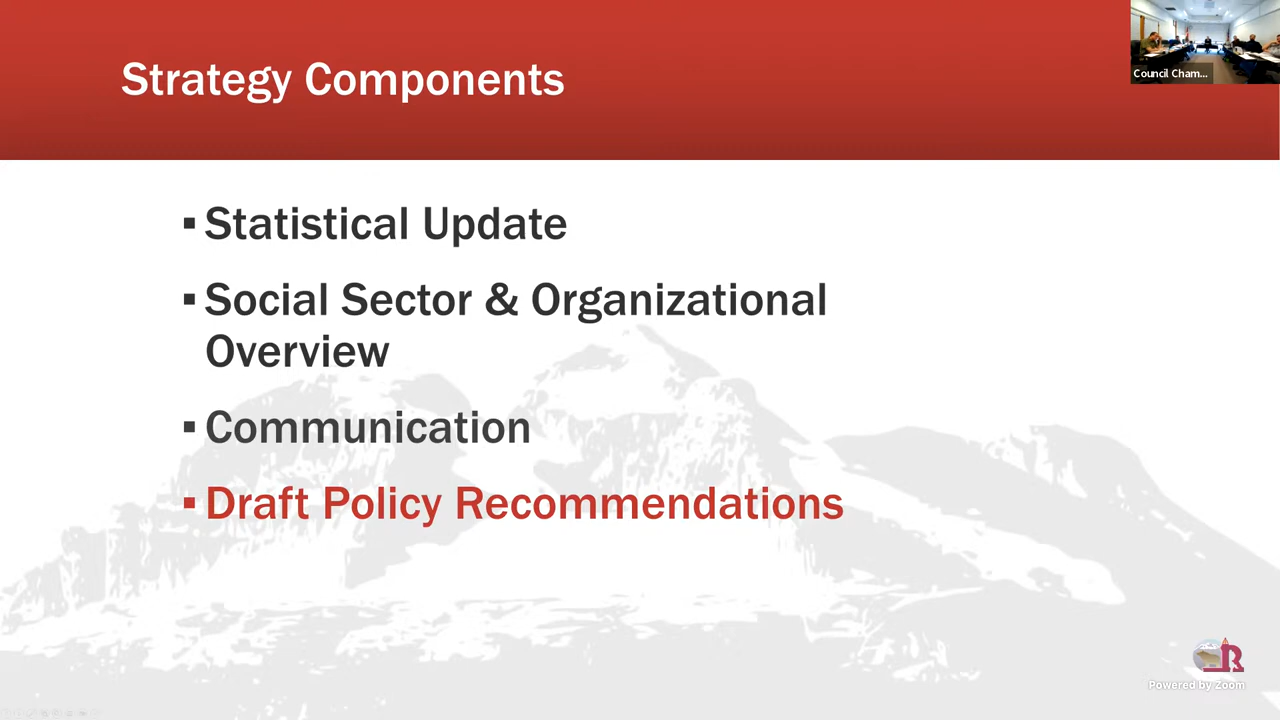 Strategy Components
Council Cham...
▪ Statistical Update
▪ Social Sector & Organizational
Overview
▪ Communication
▪ Draft Policy Recommendations
R
Powered by Zoom